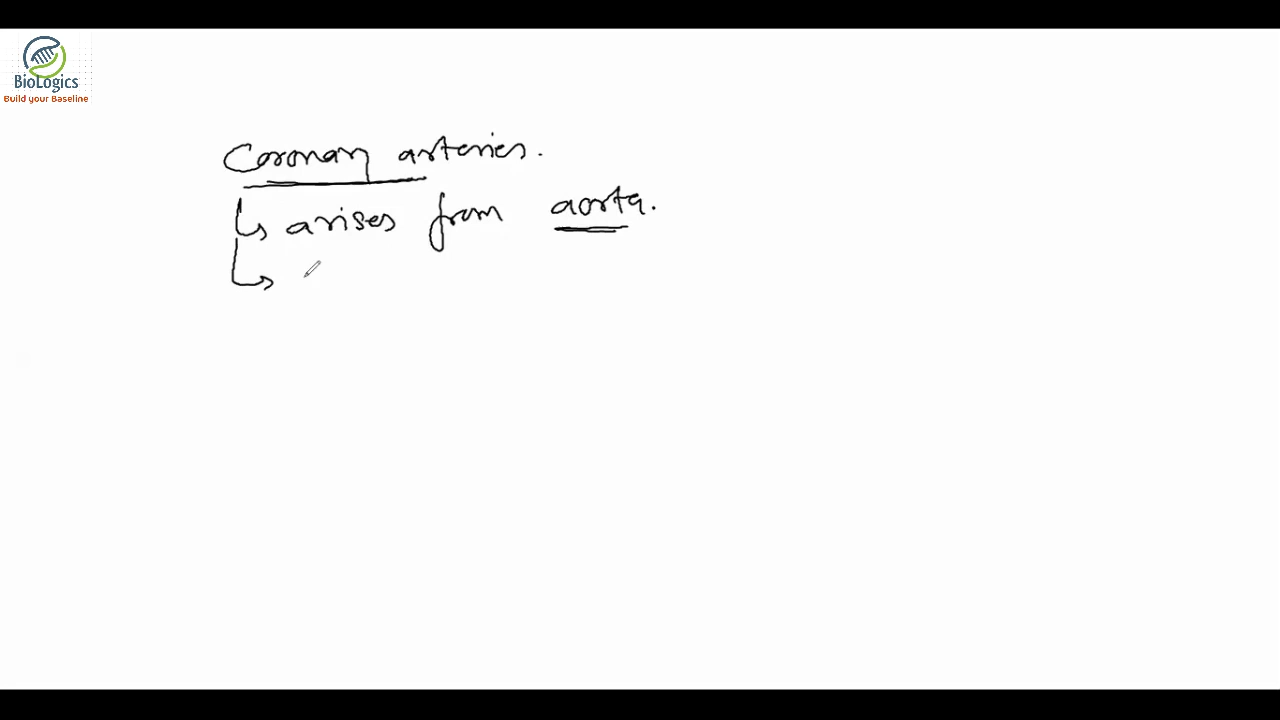 BioLogics
Build your Baseline
Coronary arteries.
↳ arises from aorta.
↳